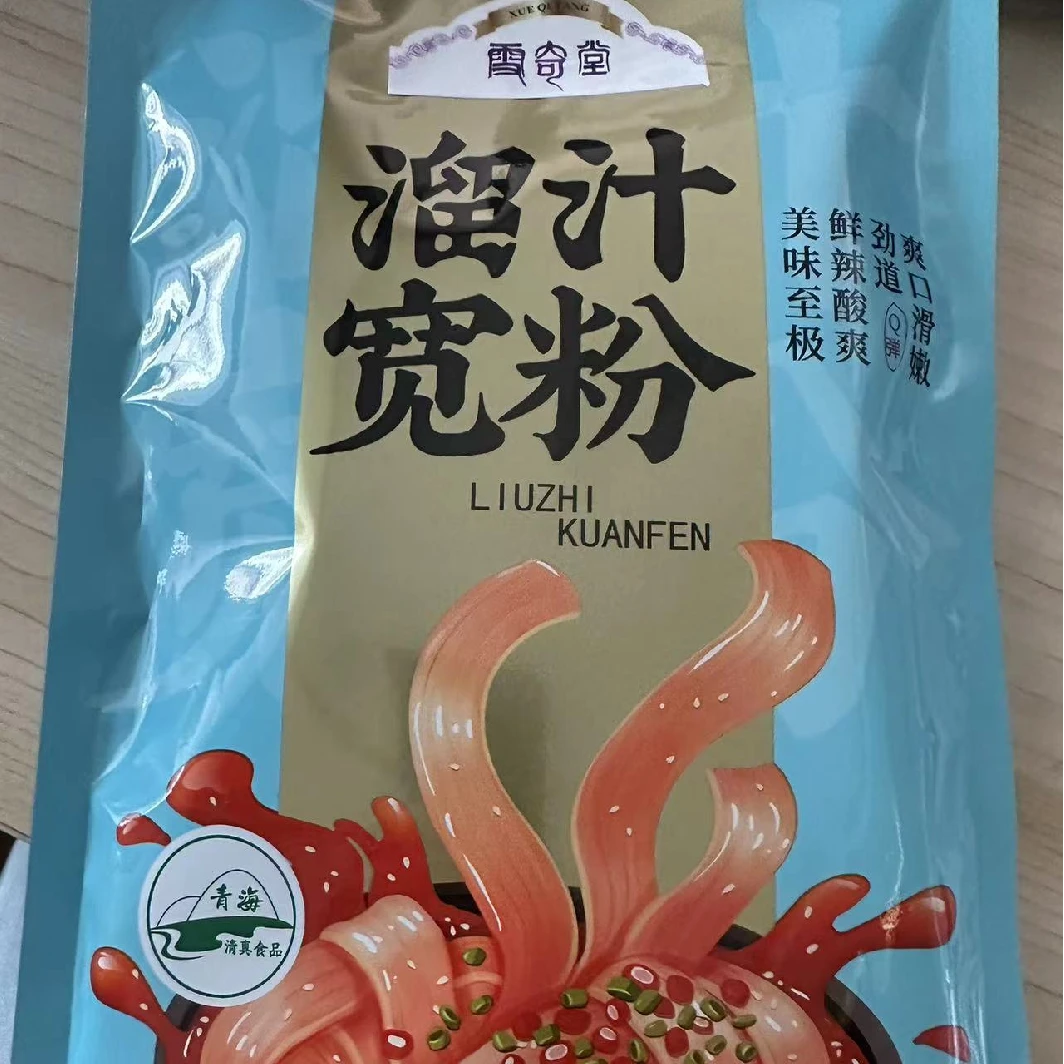 XUE QI TANG
雪奇堂
溜汁
宽粉
LIUZHI
KUANFEN
爽口滑嫩
劲道Q弹
鲜辣酸爽
美味至极
青海
清真食品